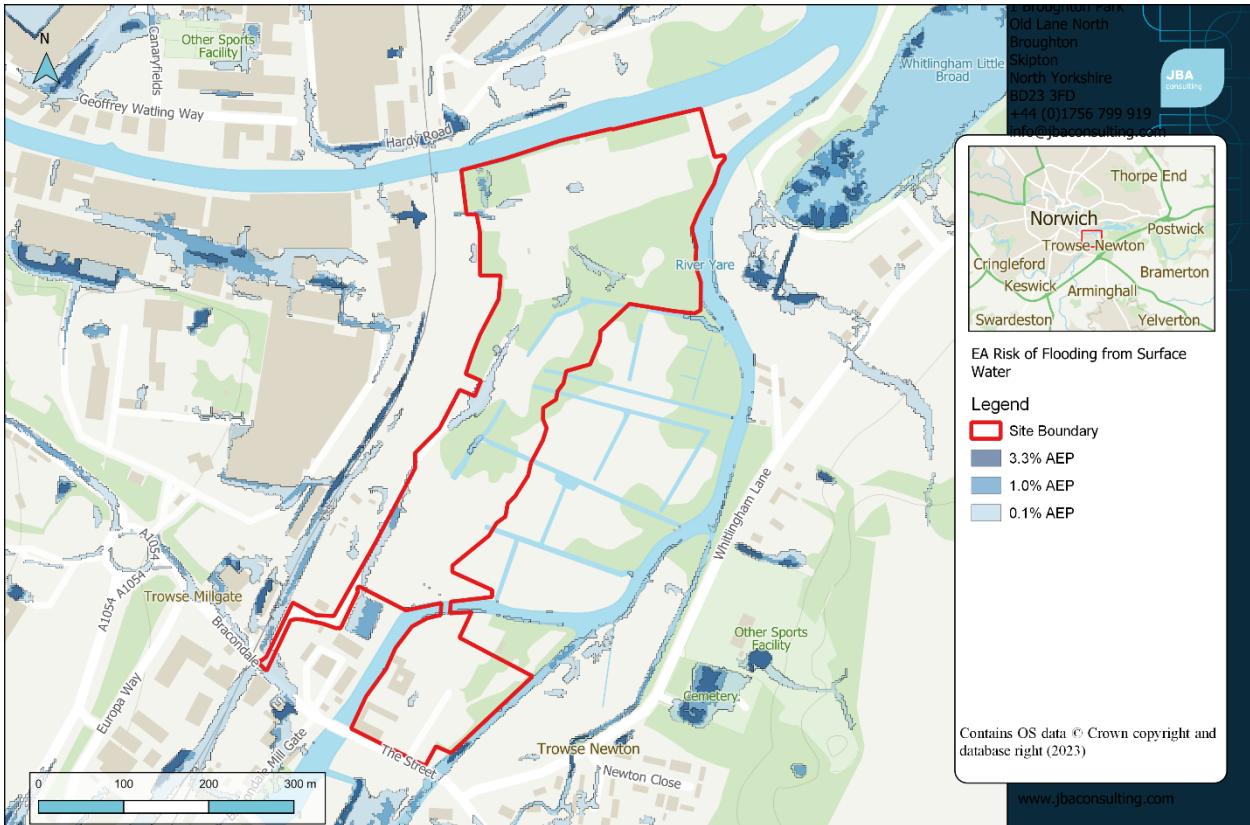 N
Other Sports
Facility
Canaryfields
Geoffrey Watling Way
Hardy Road
Whitlingham Little
Broad
River Yare
Whitlingham Lane
A1054
A1054
A1054
Trowse Millgate
Bracondale
Europa Way
Bracondale Mill Gate
The Street
Other Sports
Facility
Cemetery
Trowse Newton
Newton Close
0 100 200 300 m
1 Broughton Park
Old Lane North
Broughton
Skipton
North Yorkshire
BD23 3FD
+44 (0)1756 799 919
info@jbaconsulting.com
JBA
consulting
Thorpe End
Norwich
Postwick
Trowse-Newton
Cringleford
Bramerton
Keswick
Arminghall
Swardeston
Yelverton
EA Risk of Flooding from Surface
Water
Legend
Site Boundary
3.3% AEP
1.0% AEP
0.1% AEP
Contains OS data © Crown copyright and
database right (2023)
www.jbaconsulting.com